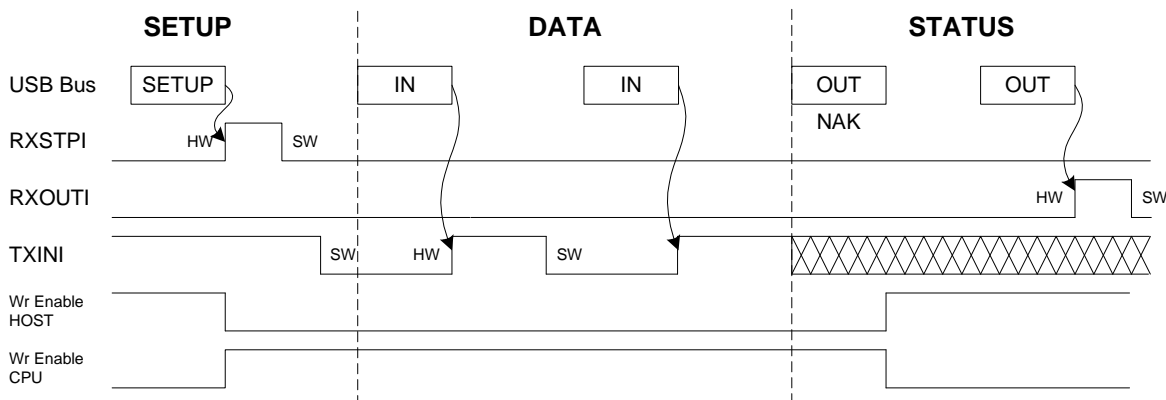 SETUP DATA STATUS
USB Bus SETUP IN IN OUT OUT
NAK
RXSTPI HW SW
RXOUTI HW SW
TXINI SW HW SW
Wr Enable
HOST
Wr Enable
CPU